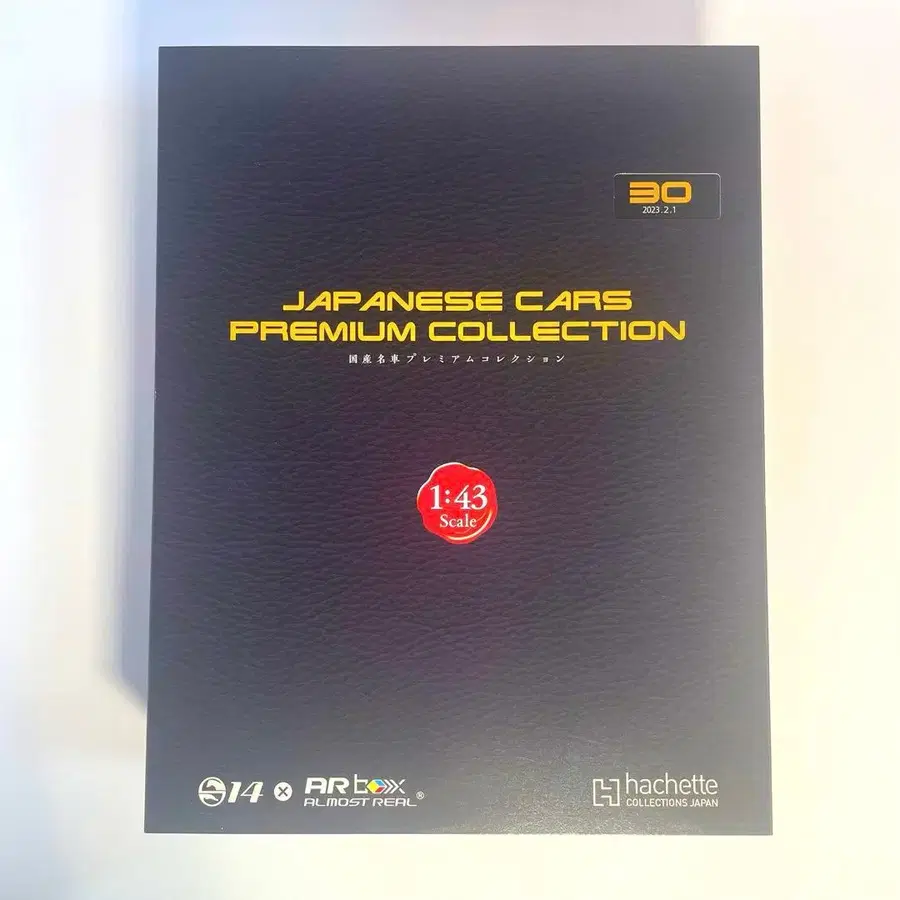 30
2023.2.1
JAPANESE CARS
PREMIUM COLLECTION
国産名車プレミアムコレクション
1:43
Scale
14 x ARbox
ALMOST REAL®
hachette
COLLECTIONS JAPAN